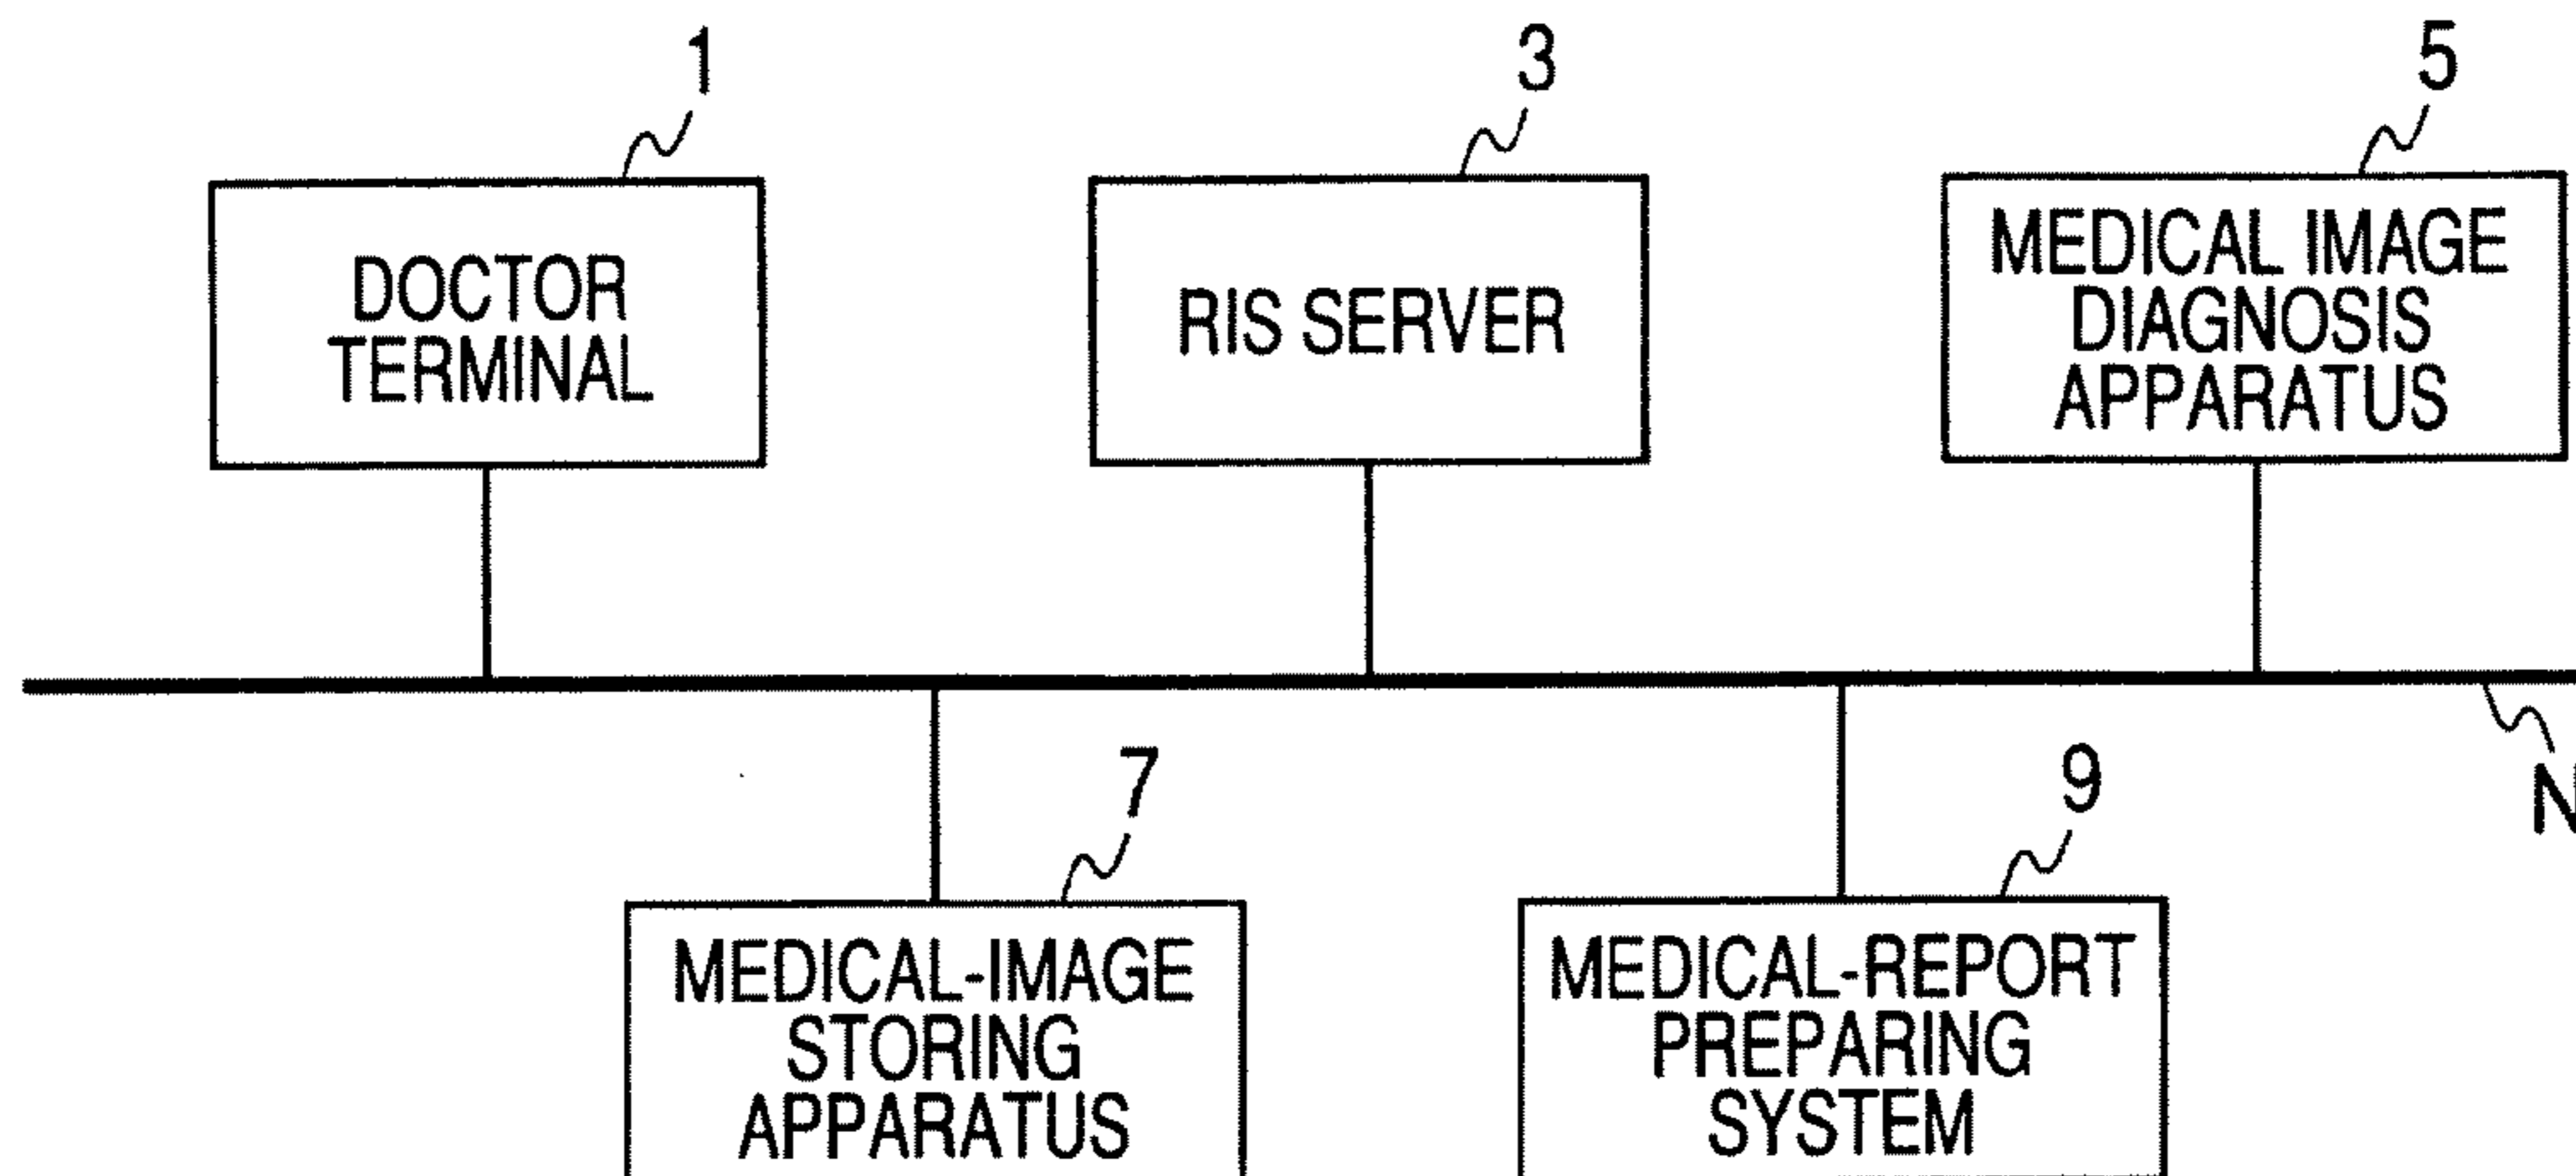 1
3
5
DOCTOR
TERMINAL
RIS SERVER
MEDICAL IMAGE
DIAGNOSIS
APPARATUS
7
9
N
MEDICAL-IMAGE
STORING
APPARATUS
MEDICAL-REPORT
PREPARING
SYSTEM